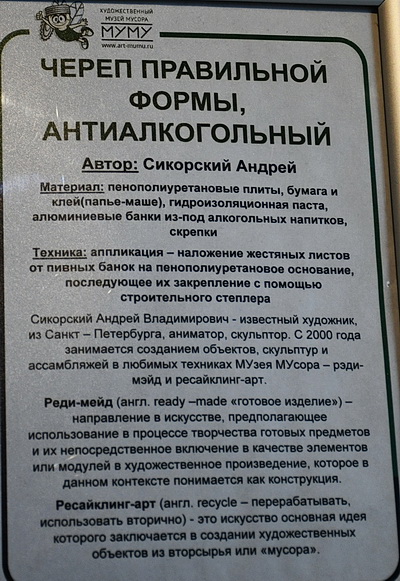 ХУДОЖЕСТВЕННЫЙ
МУЗЕЙ МУСОРА
МУМУ
www.art-mumu.ru
ЧЕРЕП ПРАВИЛЬНОЙ
ФОРМЫ,
АНТИАЛКОГОЛЬНЫЙ
Автор: Сикорский Андрей
Материал: пенополиуретановые плиты, бумага и
клей(папье-маше), гидроизоляционная паста,
алюминиевые банки из-под алкогольных напитков,
скрепки
Техника: аппликация – наложение жестяных листов
от пивных банок на пенополиуретановое основание,
последующее их закрепление с помощью
строительного степлера
Сикорский Андрей Владимирович - известный художник,
из Санкт – Петербурга, аниматор, скульптор. С 2000 года
занимается созданием объектов, скульптур и
ассамбляжей в любимых техниках МУзея МУсора – рэди-
мэйд и ресайклинг-арт.
Реди-мейд (англ. ready –made «готовое изделие») –
направление в искусстве, предполагающее
использование в процессе творчества готовых предметов
и их непосредственное включение в качестве элементов
или модулей в художественное произведение, которое в
данном контексте понимается как конструкция.
Ресайклинг-арт (англ. recycle – перерабатывать,
использовать вторично) - это искусство основная идея
которого заключается в создании художественных
объектов из вторсырья или «мусора».